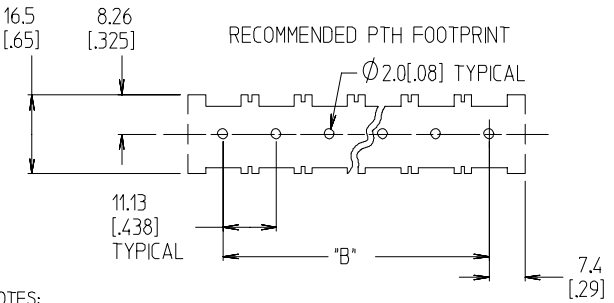 16.5
[.65]
8.26
[.325]
RECOMMENDED PTH FOOTPRINT
Ø2.0[.08] TYPICAL
11.13
[.438]
TYPICAL
"B"
7.4
[.29]
OTES: